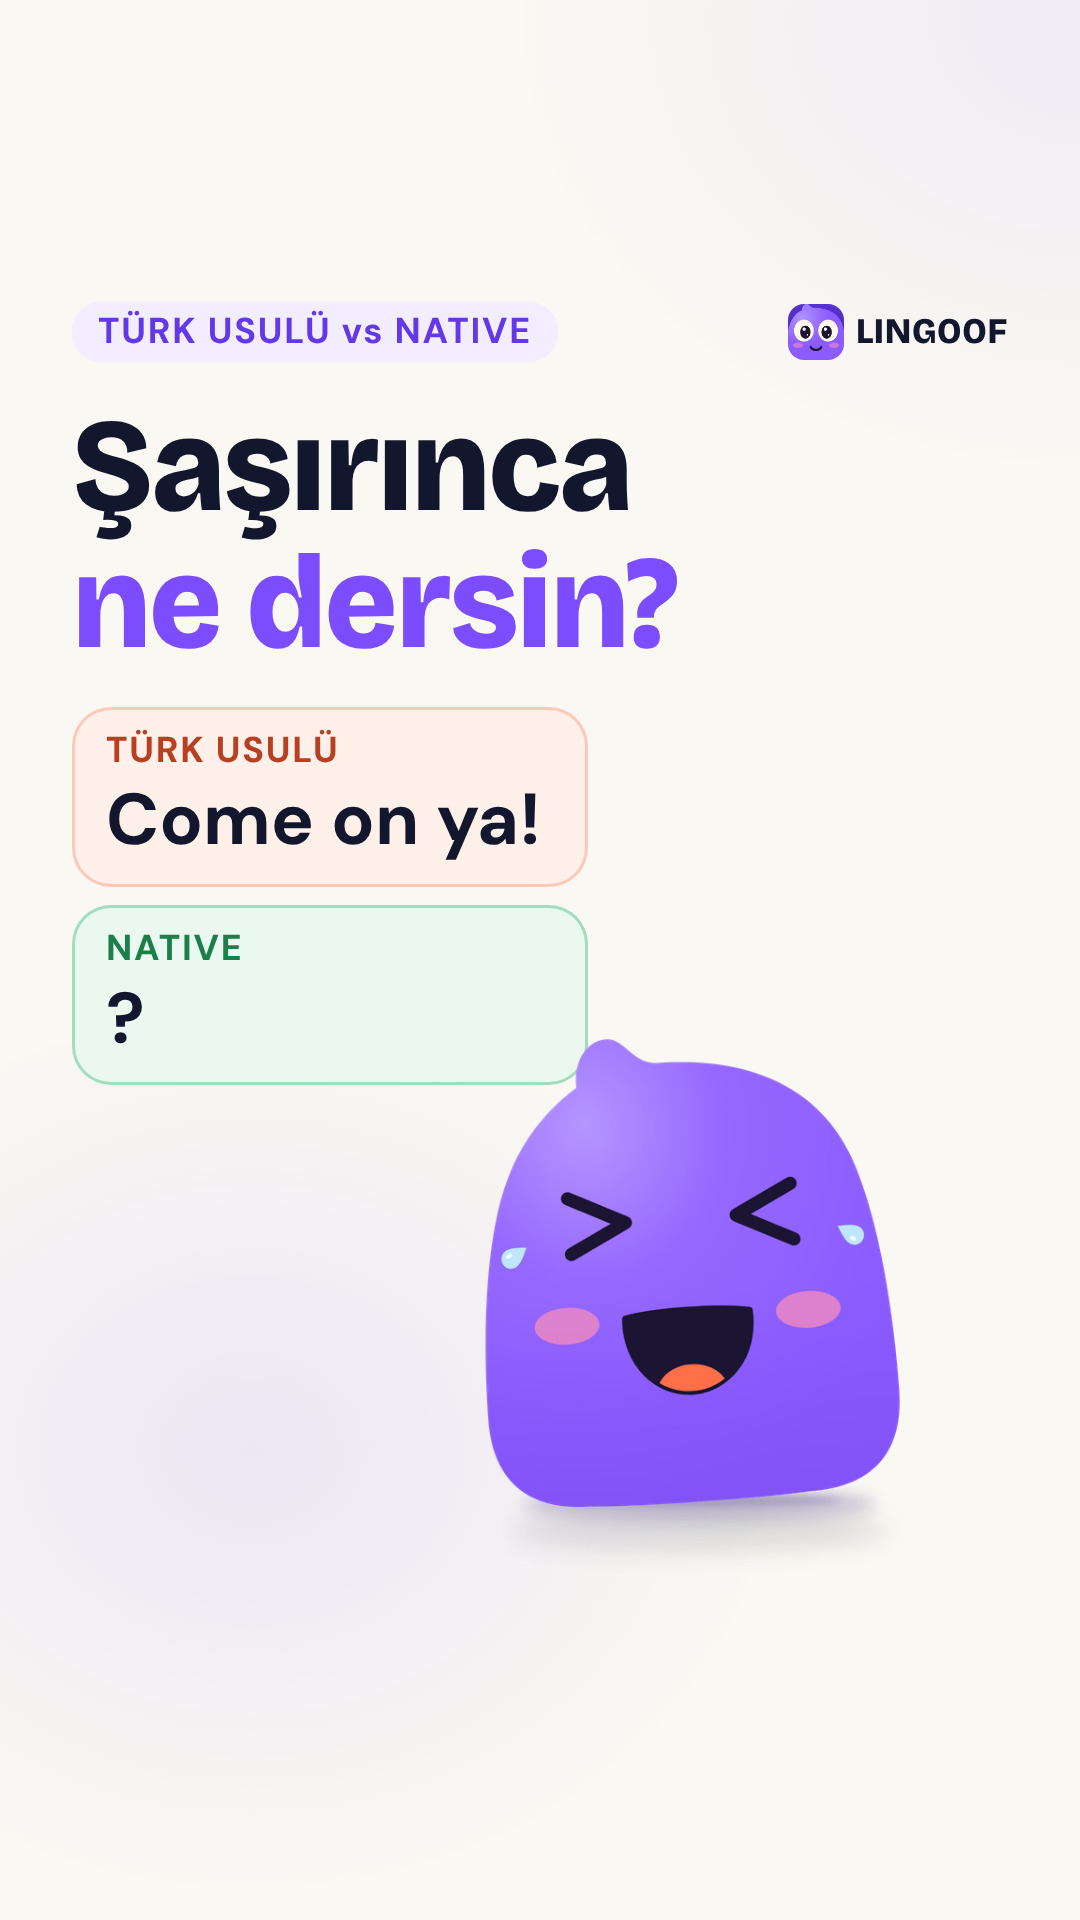 TÜRK USULÜ vs NATIVE
LINGOOF
Şaşırınca
ne dersin?
TÜRK USULÜ
Come on ya!
NATIVE
?